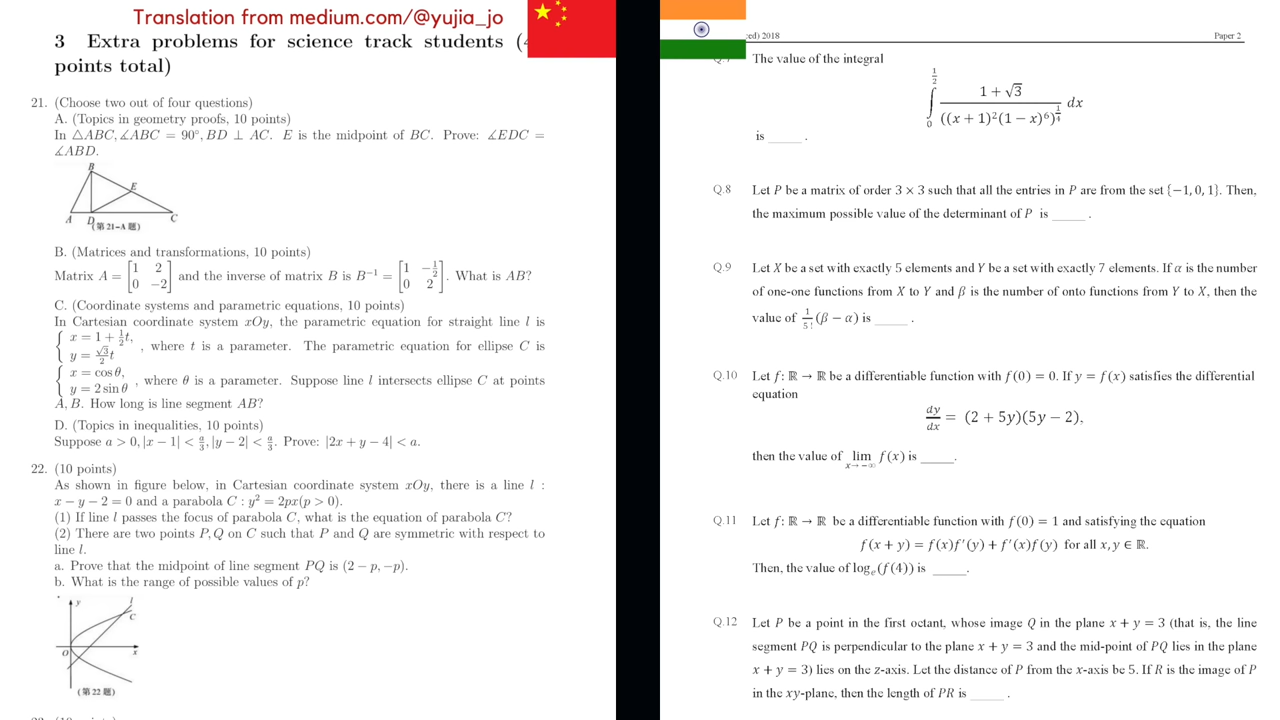 Translation from medium.com/@yujia_jo
3 Extra problems for science track students (
points total)
21. (Choose two out of four questions)
A. (Topics in geometry proofs, 10 points)
In △ABC, ∡ABC = 90°, BD ⊥ AC. E is the midpoint of BC. Prove: ∡EDC =
∡ABD.
B
E
A D C
(第21-A题)
B. (Matrices and transformations, 10 points)
Matrix A = [1 2; 0 −2] and the inverse of matrix B is B⁻¹ = [1 −1/2; 0 2]. What is AB?
C. (Coordinate systems and parametric equations, 10 points)
In Cartesian coordinate system xOy, the parametric equation for straight line l is
{ x = 1 + 1/2 t,
y = √3/2 t , where t is a parameter. The parametric equation for ellipse C is
{ x = cos θ,
y = 2 sin θ , where θ is a parameter. Suppose line l intersects ellipse C at points
A, B. How long is line segment AB?
D. (Topics in inequalities, 10 points)
Suppose a > 0, |x − 1| < a/3, |y − 2| < a/3. Prove: |2x + y − 4| < a.
22. (10 points)
As shown in figure below, in Cartesian coordinate system xOy, there is a line l :
x − y − 2 = 0 and a parabola C : y² = 2px(p > 0).
(1) If line l passes the focus of parabola C, what is the equation of parabola C?
(2) There are two points P, Q on C such that P and Q are symmetric with respect to
line l.
a. Prove that the midpoint of line segment PQ is (2 − p, −p).
b. What is the range of possible values of p?
y l
C
O x
(第22题)
ced) 2018 Paper 2
The value of the integral
∫₀^(1/2) (1 + √3) / ((x + 1)²(1 − x)⁶)^(1/4) dx
is ____ .
Q.8 Let P be a matrix of order 3 × 3 such that all the entries in P are from the set {−1, 0, 1}. Then,
the maximum possible value of the determinant of P is ____ .
Q.9 Let X be a set with exactly 5 elements and Y be a set with exactly 7 elements. If α is the number
of one-one functions from X to Y and β is the number of onto functions from Y to X, then the
value of 1/5! (β − α) is ____ .
Q.10 Let f: ℝ → ℝ be a differentiable function with f(0) = 0. If y = f(x) satisfies the differential
equation
dy/dx = (2 + 5y)(5y − 2),
then the value of lim x→−∞ f(x) is ____.
Q.11 Let f: ℝ → ℝ be a differentiable function with f(0) = 1 and satisfying the equation
f(x + y) = f(x)f′(y) + f′(x)f(y) for all x, y ∈ ℝ.
Then, the value of logₑ(f(4)) is ____.
Q.12 Let P be a point in the first octant, whose image Q in the plane x + y = 3 (that is, the line
segment PQ is perpendicular to the plane x + y = 3 and the mid-point of PQ lies in the plane
x + y = 3) lies on the z-axis. Let the distance of P from the x-axis be 5. If R is the image of P
in the xy-plane, then the length of PR is ____ .